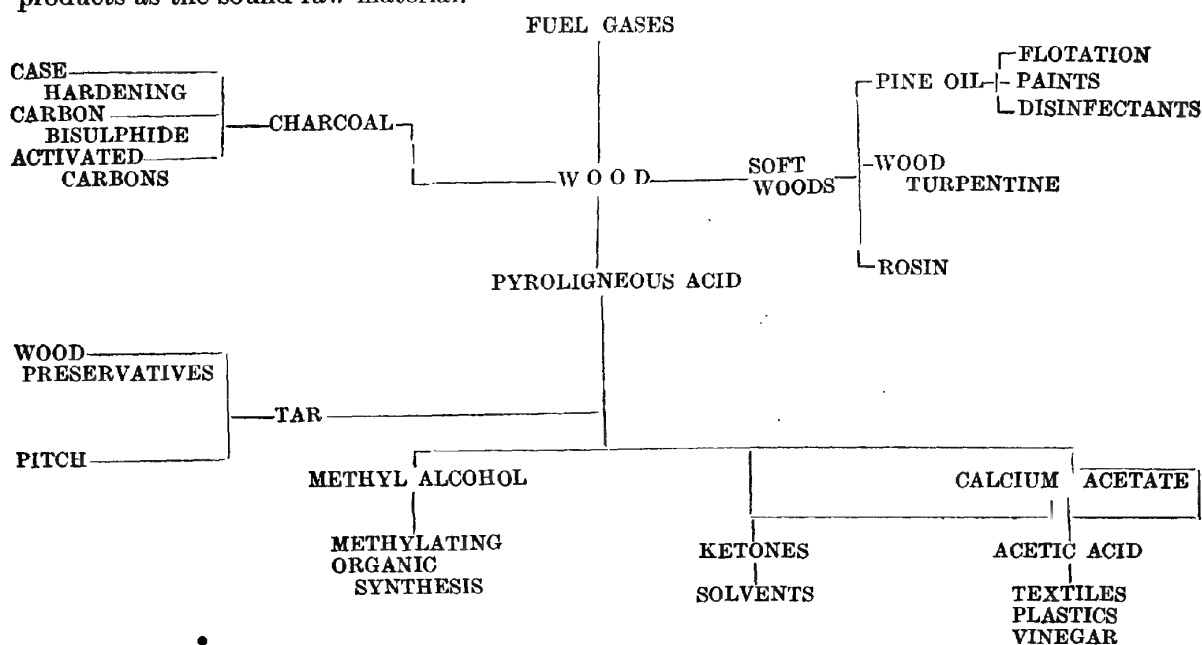 products as the sound raw material.
FUEL GASES
CASE
HARDENING
CARBON
BISULPHIDE
ACTIVATED
CARBONS
CHARCOAL
WOOD
SOFT
WOODS
PINE OIL
FLOTATION
PAINTS
DISINFECTANTS
WOOD
TURPENTINE
ROSIN
PYROLIGNEOUS ACID
WOOD
PRESERVATIVES
TAR
PITCH
METHYL ALCOHOL
METHYLATING
ORGANIC
SYNTHESIS
KETONES
SOLVENTS
CALCIUM ACETATE
ACETIC ACID
TEXTILES
PLASTICS
VINEGAR